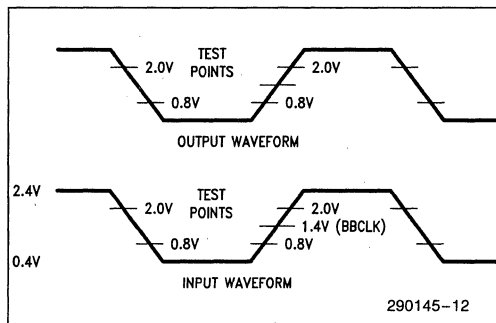 TEST
POINTS
2.0V 2.0V
0.8V 0.8V
OUTPUT WAVEFORM
2.4V
TEST
POINTS
2.0V 2.0V
1.4V (BBCLK)
0.8V 0.8V
0.4V
INPUT WAVEFORM
290145-12